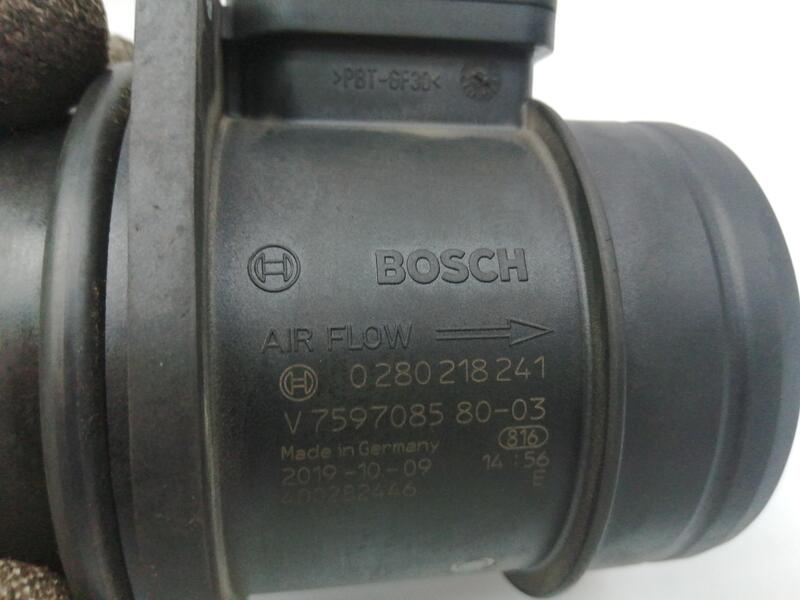 >PBT-GF30<
BOSCH
AIR FLOW
0 280 218 241
V 7597085 80-03
816
Made in Germany
2019-10-09 14:56
E
400282446